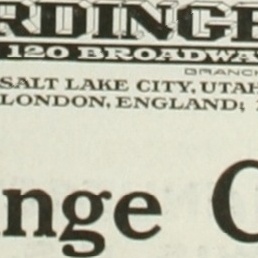 RDINGE
120 BROADWA
BRANCH
SALT LAKE CITY, UTAH
LONDON, ENGLAND;
nge